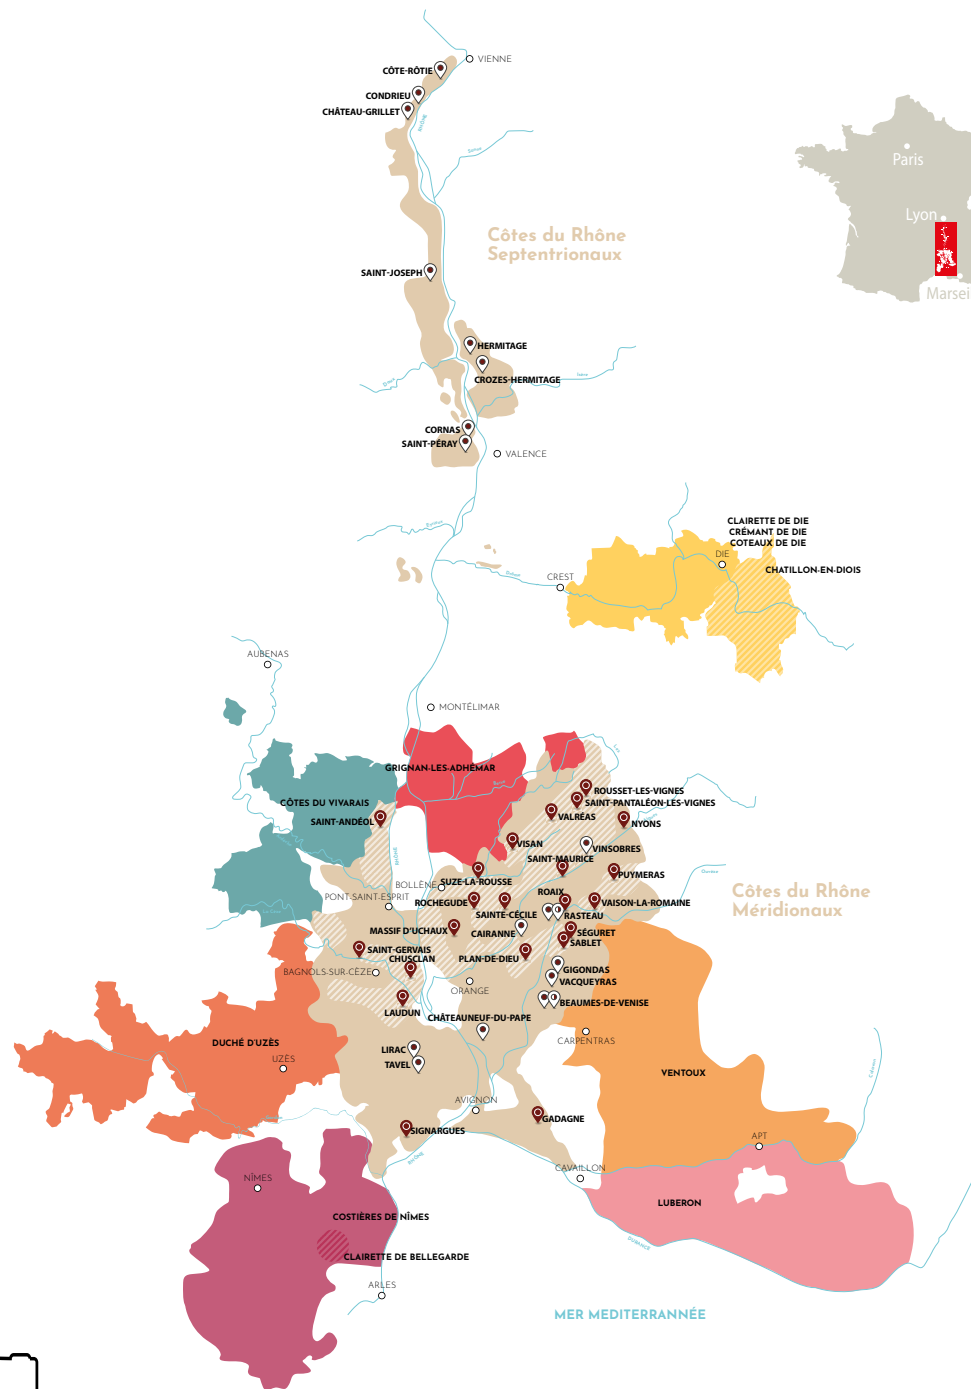 VIENNE
CÔTE-RÔTIE
CONDRIEU
CHÂTEAU-GRILLET
RHÔNE
Paris
Lyon
Marsei
Côtes du Rhône
Septentrionaux
SAINT-JOSEPH
HERMITAGE
CROZES-HERMITAGE
Isère
CORNAS
SAINT-PÉRAY
VALENCE
CLAIRETTE DE DIE
CRÉMANT DE DIE
COTEAUX DE DIE
DIE
CHATILLON-EN-DIOIS
CREST
AUBENAS
MONTÉLIMAR
GRIGNAN-LES-ADHÉMAR
CÔTES DU VIVARAIS
SAINT-ANDÉOL
ROUSSET-LES-VIGNES
SAINT-PANTALÉON-LES-VIGNES
VALRÉAS
NYONS
VISAN
VINSOBRES
SAINT-MAURICE
PUYMERAS
RHÔNE
BOLLÈNE
SUZE-LA-ROUSSE
PONT-SAINT-ESPRIT
ROCHEGUDE
SAINTE-CÉCILE
ROAIX
VAISON-LA-ROMAINE
RASTEAU
Côtes du Rhône
Méridionaux
MASSIF D'UCHAUX
CAIRANNE
SÉGURET
SABLET
SAINT-GERVAIS
CHUSCLAN
PLAN-DE-DIEU
BAGNOLS-SUR-CÈZE
GIGONDAS
VACQUEYRAS
ORANGE
LAUDUN
BEAUMES-DE-VENISE
CHÂTEAUNEUF-DU-PAPE
CARPENTRAS
DUCHÉ D'UZÈS
UZÈS
LIRAC
TAVEL
VENTOUX
AVIGNON
GADAGNE
SIGNARGUES
APT
RHÔNE
CAVAILLON
NÎMES
LUBERON
COSTIÈRES DE NÎMES
DURANCE
CLAIRETTE DE BELLEGARDE
ARLES
MER MEDITERRANNÉE